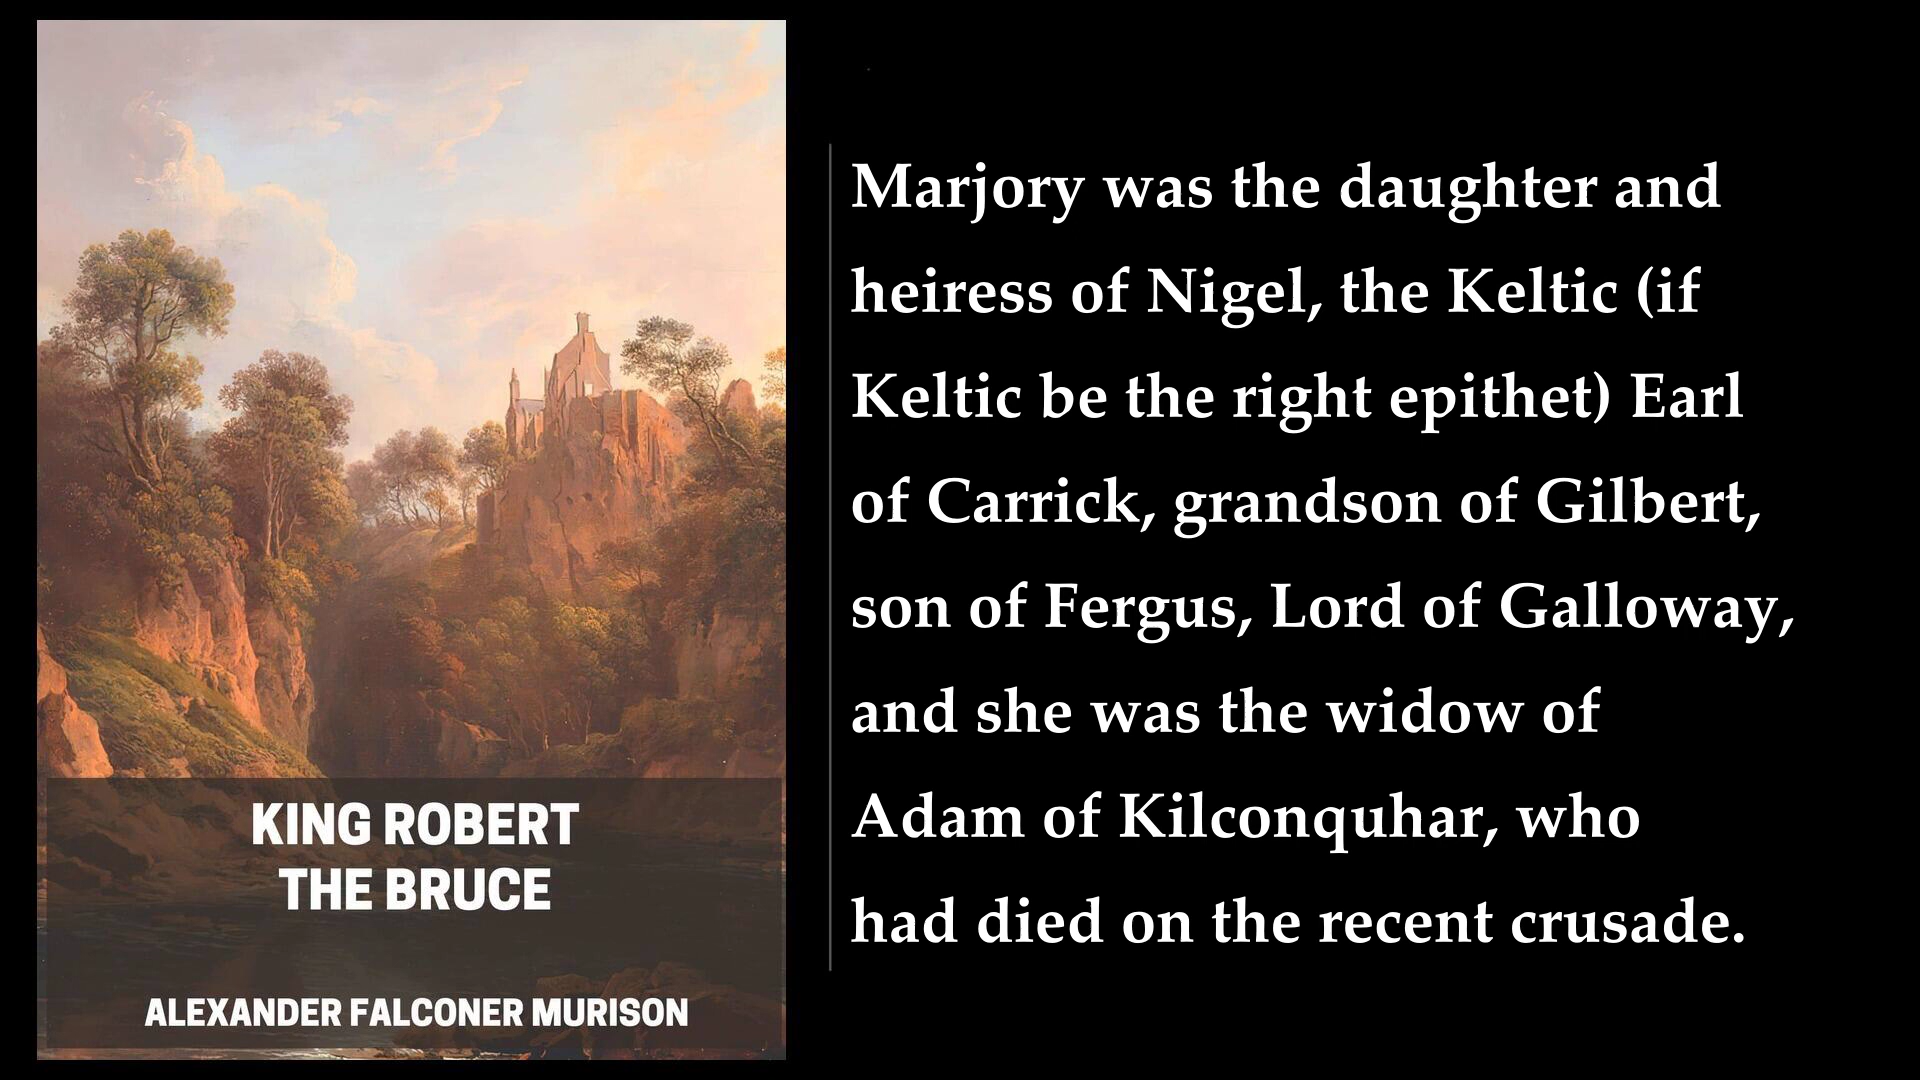 KING ROBERT
THE BRUCE
ALEXANDER FALCONER MURISON
Marjory was the daughter and
heiress of Nigel, the Keltic (if
Keltic be the right epithet) Earl
of Carrick, grandson of Gilbert,
son of Fergus, Lord of Galloway,
and she was the widow of
Adam of Kilconquhar, who
had died on the recent crusade.